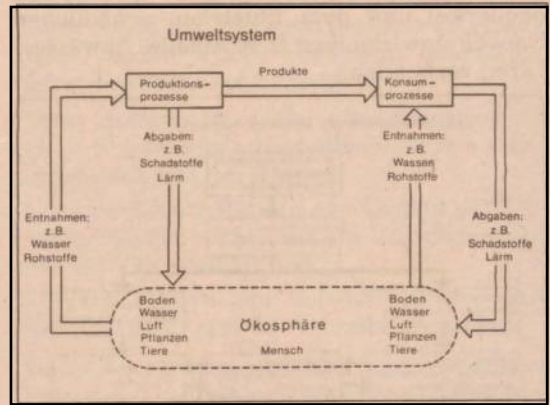 Umweltsystem
Produktions-
prozesse
Produkte
Konsum-
prozesse
Abgaben:
z.B.
Schadstoffe
Lärm
Entnahmen:
z.B.
Wasser
Rohstoffe
Entnahmen:
z.B.
Wasser
Rohstoffe
Abgaben:
z.B.
Schadstoffe
Lärm
Boden
Wasser
Luft
Pflanzen
Tiere
Ökosphäre
Mensch
Boden
Wasser
Luft
Pflanzen
Tiere